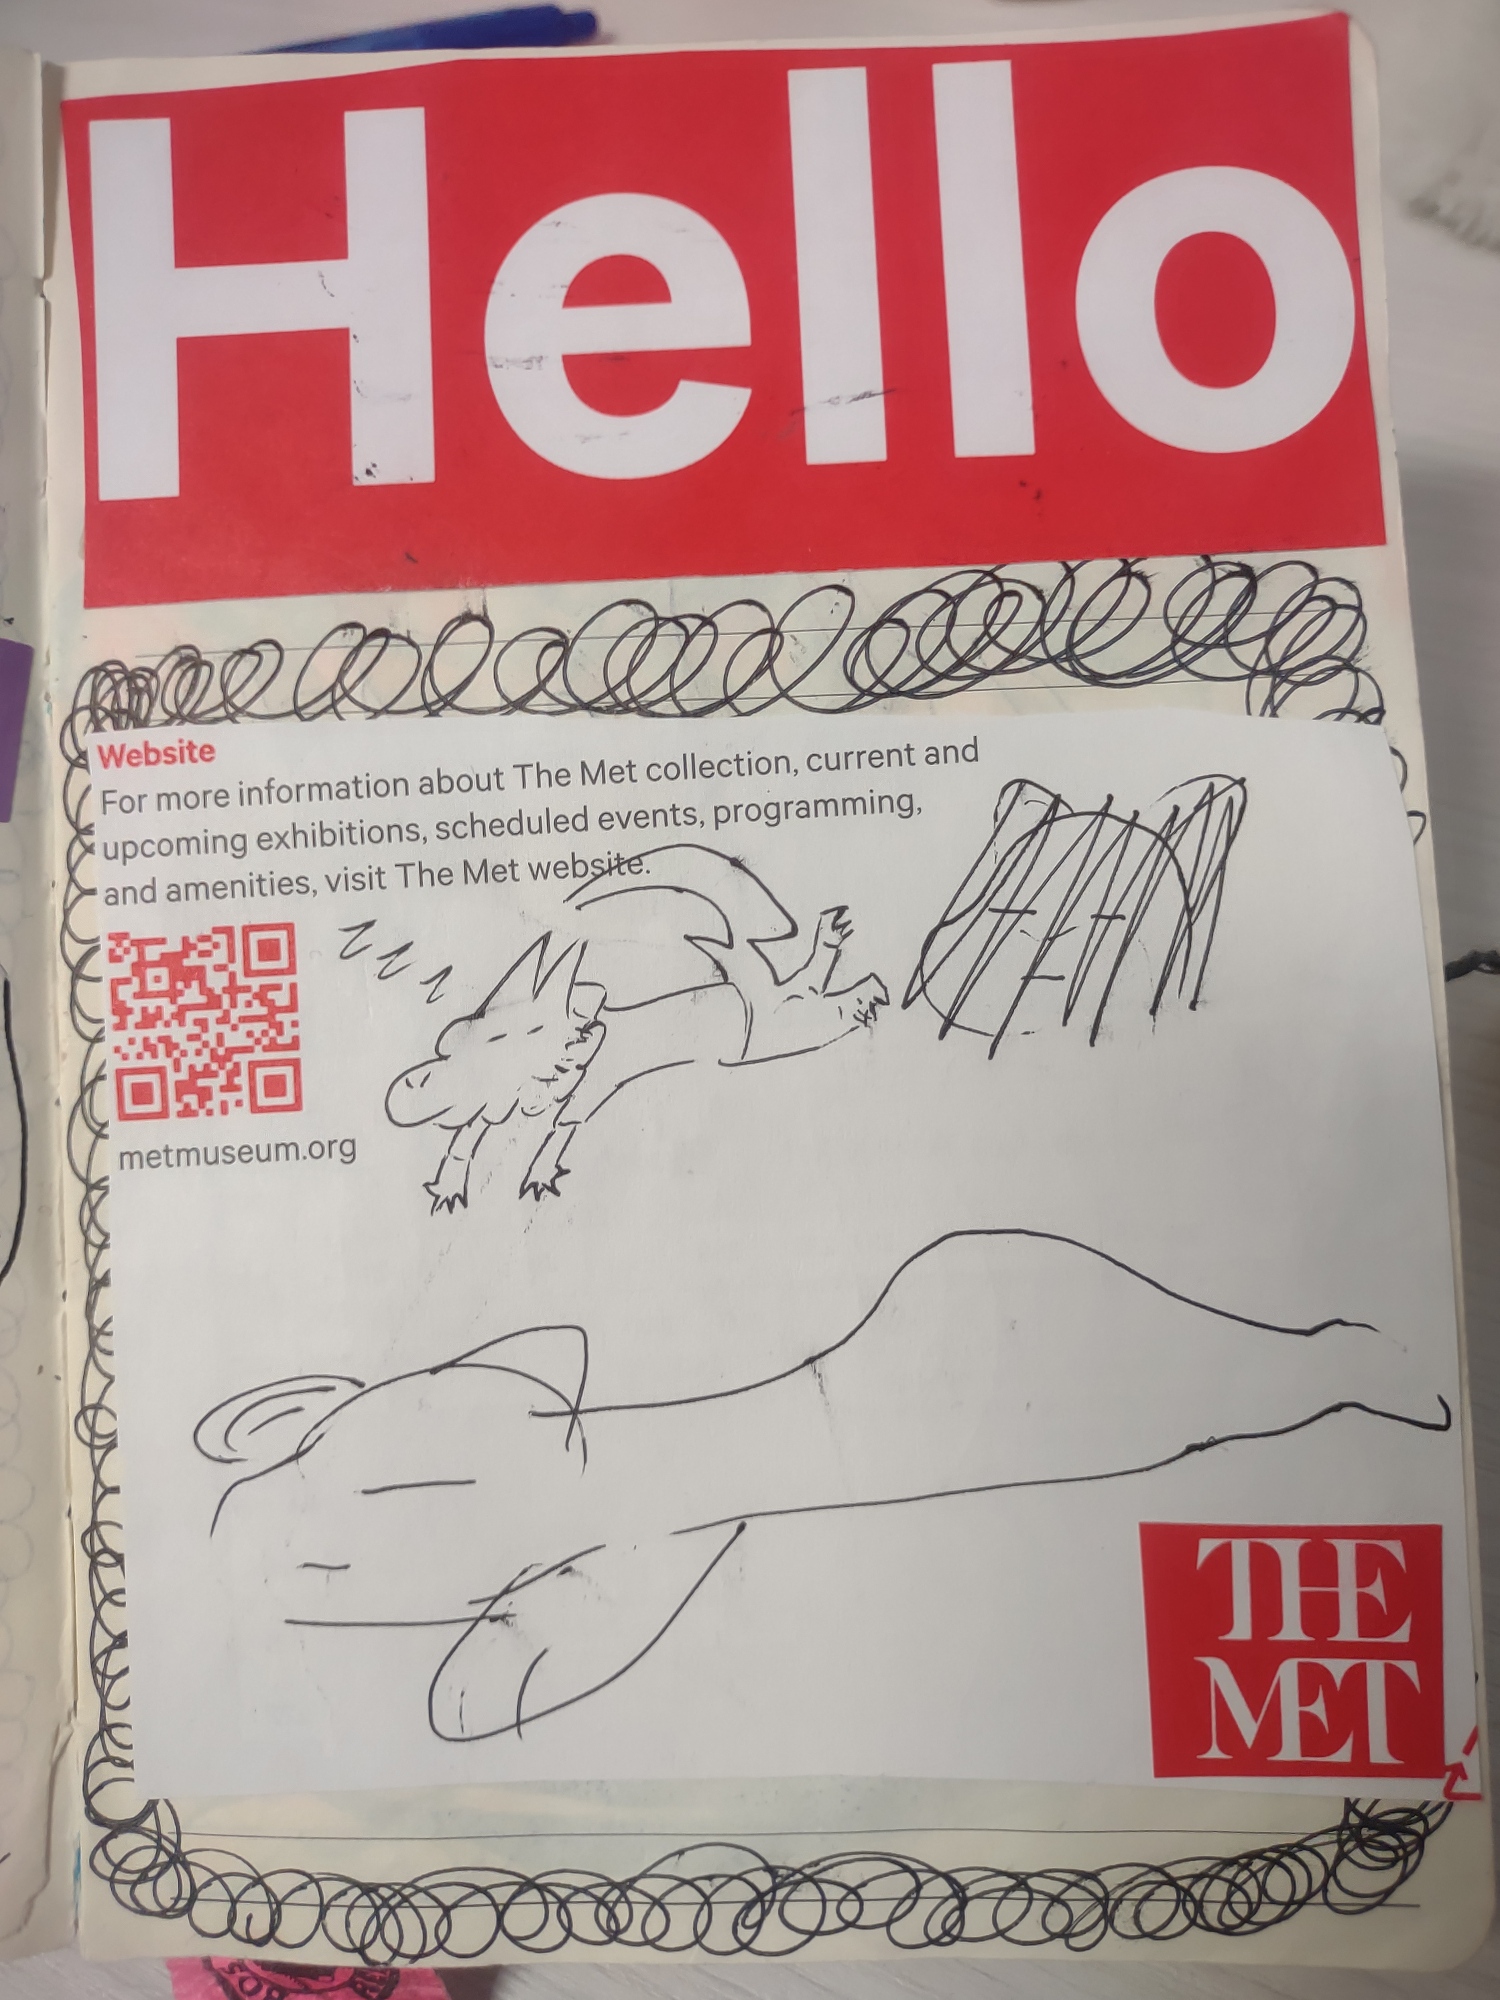 Hello
Website
For more information about The Met collection, current and
upcoming exhibitions, scheduled events, programming,
and amenities, visit The Met website.
z z z
metmuseum.org
THE
MET